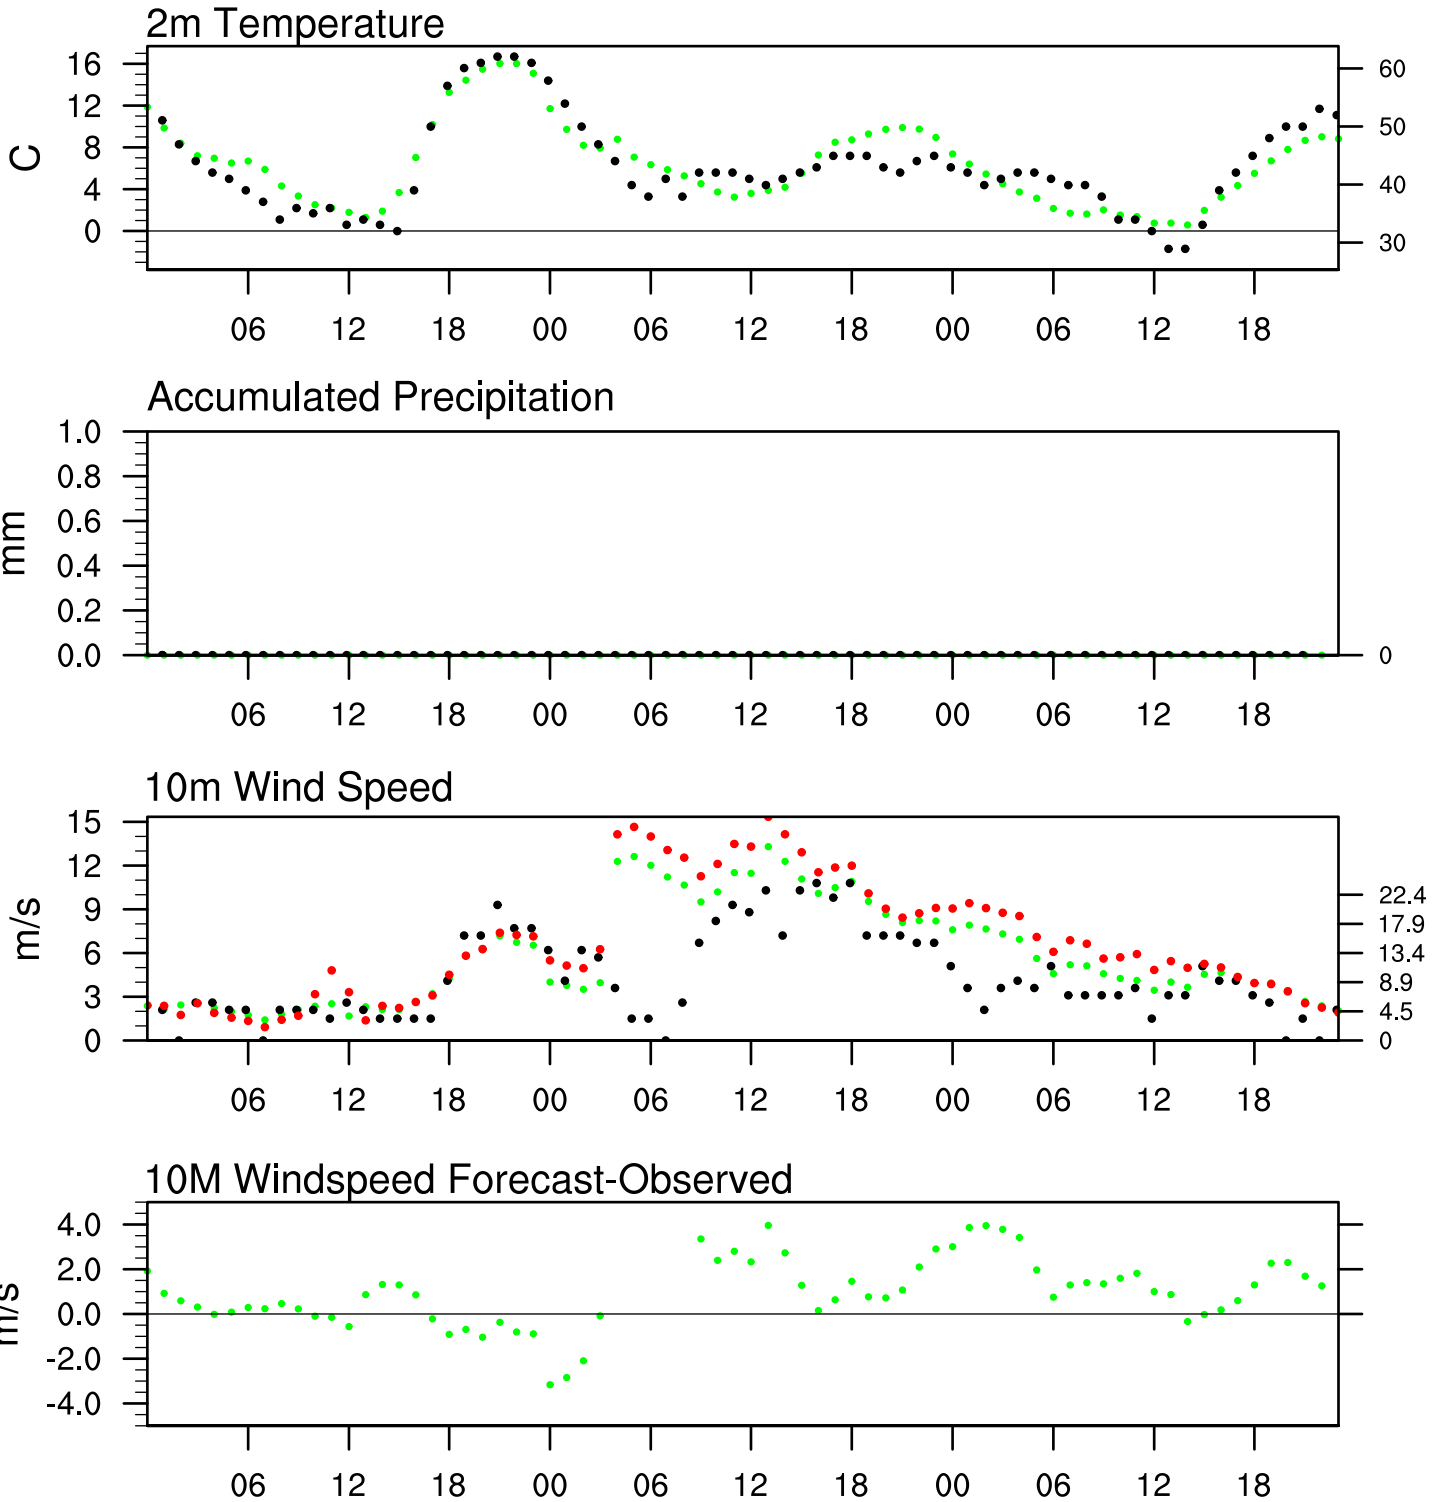 2m Temperature
16
12
8
4
0
C
60
50
40
30
06 12 18 00 06 12 18 00 06 12 18
Accumulated Precipitation
1.0
0.8
0.6
0.4
0.2
0.0
mm
0
06 12 18 00 06 12 18 00 06 12 18
10m Wind Speed
15
12
9
6
3
0
m/s
22.4
17.9
13.4
8.9
4.5
0
06 12 18 00 06 12 18 00 06 12 18
10M Windspeed Forecast-Observed
4.0
2.0
0.0
-2.0
-4.0
m/s
06 12 18 00 06 12 18 00 06 12 18